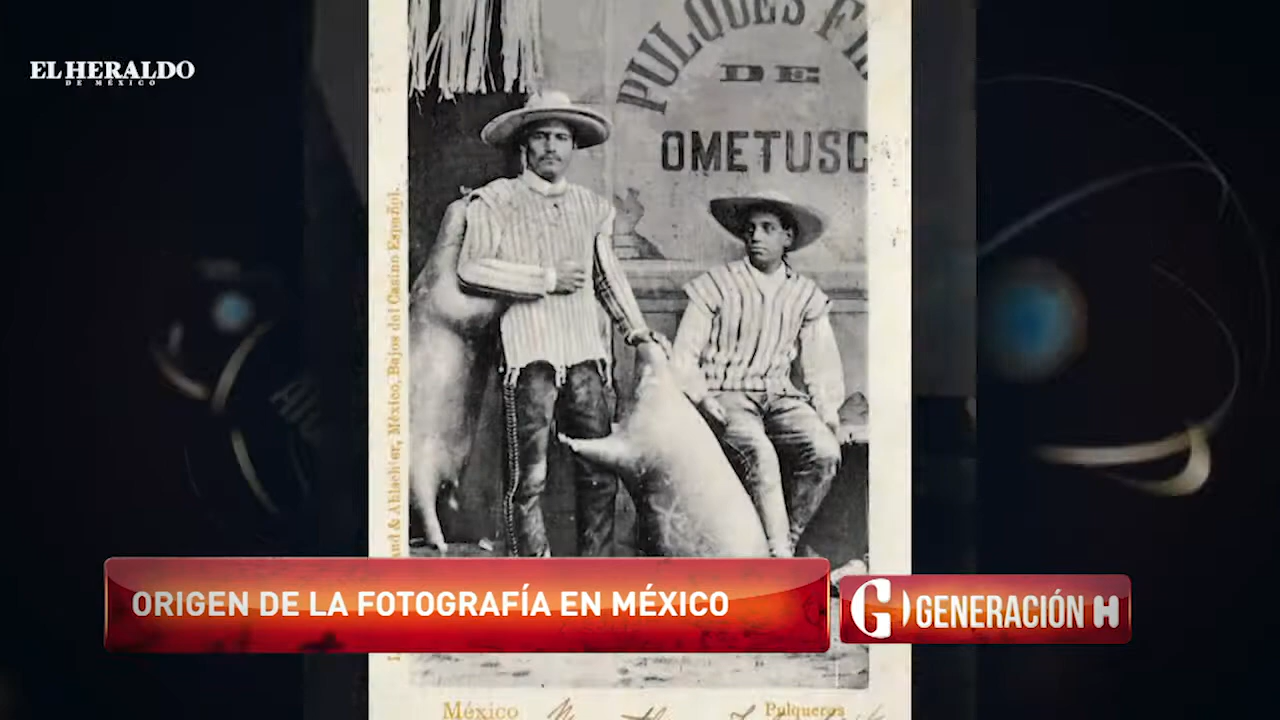 EL HERALDO
DE MÉXICO
PULQUES
DE
OMETUSC
México, Bajos del Casino Español.
ORIGEN DE LA FOTOGRAFÍA EN MÉXICO
G GENERACIÓN H
México
Pulqueros